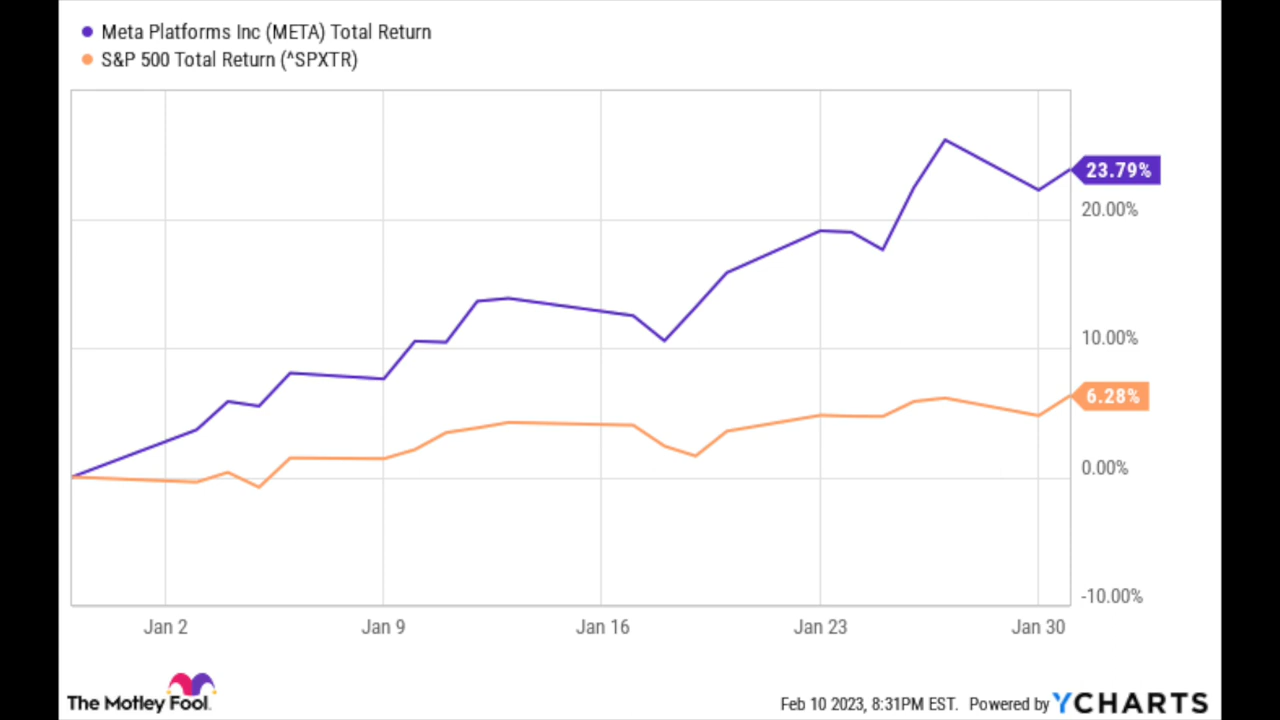 Meta Platforms Inc (META) Total Return
S&P 500 Total Return (^SPXTR)
23.79%
20.00%
10.00%
6.28%
0.00%
-10.00%
Jan 2 Jan 9 Jan 16 Jan 23 Jan 30
The Motley Fool. Feb 10 2023, 8:31PM EST. Powered by YCHARTS